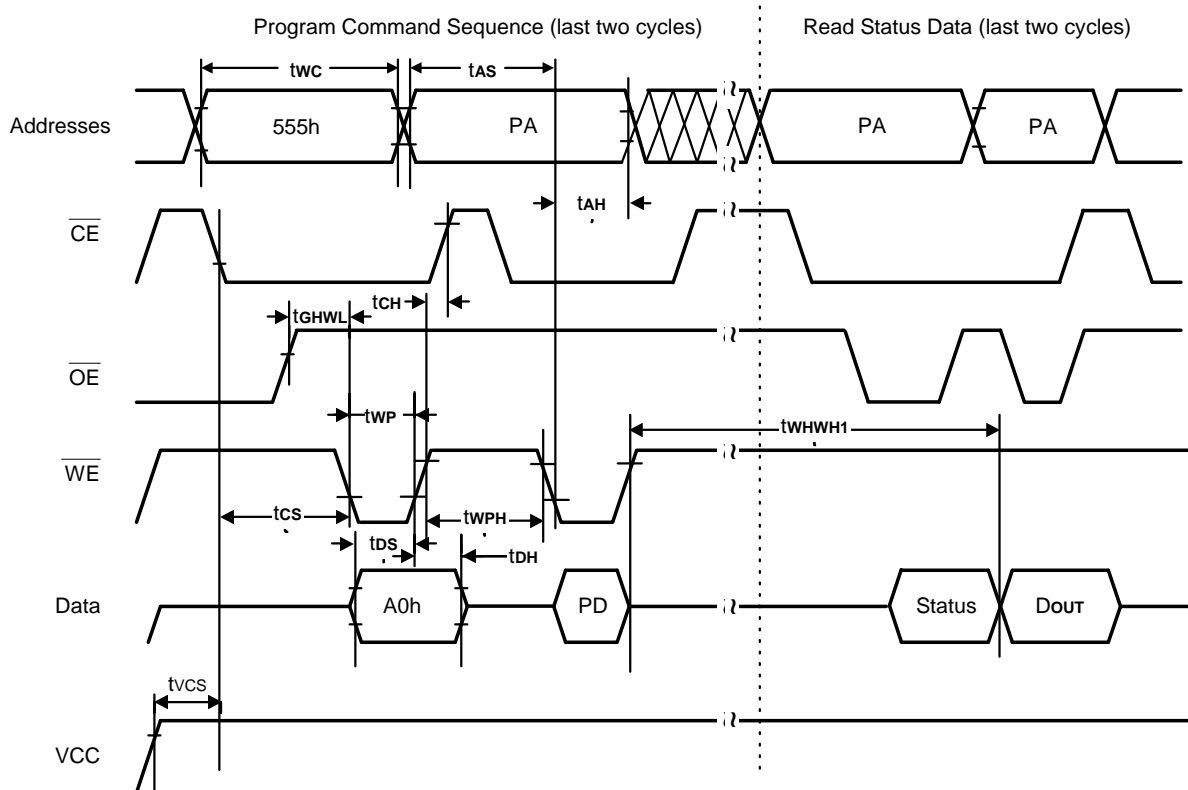 Program Command Sequence (last two cycles)
Read Status Data (last two cycles)
tWC
tAS
Addresses
555h
PA
PA
PA
tAH
CE
tCH
tGHWL
OE
tWP
tWHWH1
WE
tCS
tWPH
tDS
tDH
Data
A0h
PD
Status
DOUT
tVCS
VCC